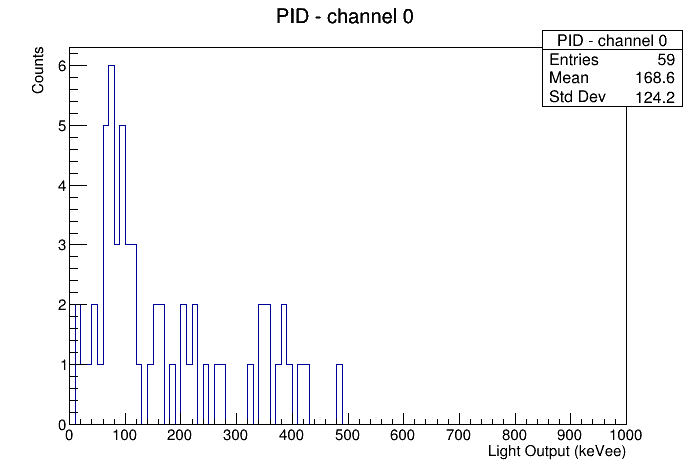 PID - channel 0
PID - channel 0
Entries 59
Mean 168.6
Std Dev 124.2
Counts
6
5
4
3
2
1
0
0 100 200 300 400 500 600 700 800 900 1000
Light Output (keVee)